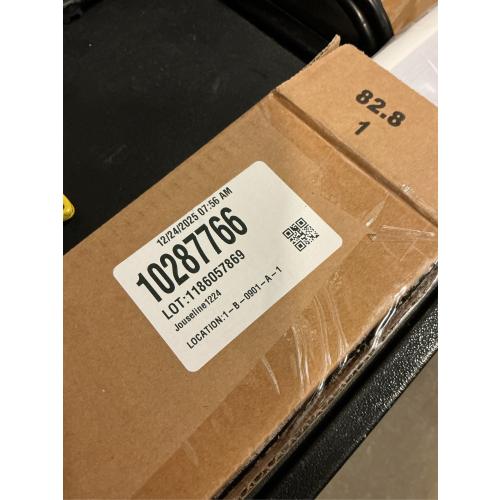 82.8
1
12/24/2025 07:56 AM
10287766
LOT:1186057869
Jouseline1224
LOCATION:1-B-0901-A-1